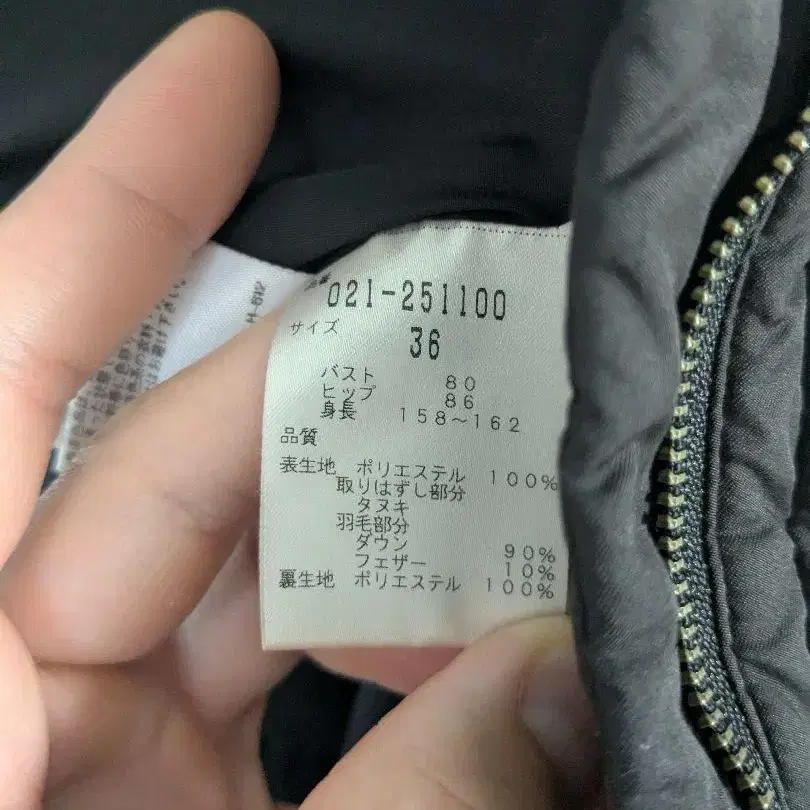 021-251100
サイズ 36
バスト 80
ヒップ 86
身長 158〜162
品質
表生地 ポリエステル 100%
取りはずし部分
タヌキ
羽毛部分
ダウン 90%
フェザー 10%
裏生地 ポリエステル 100%